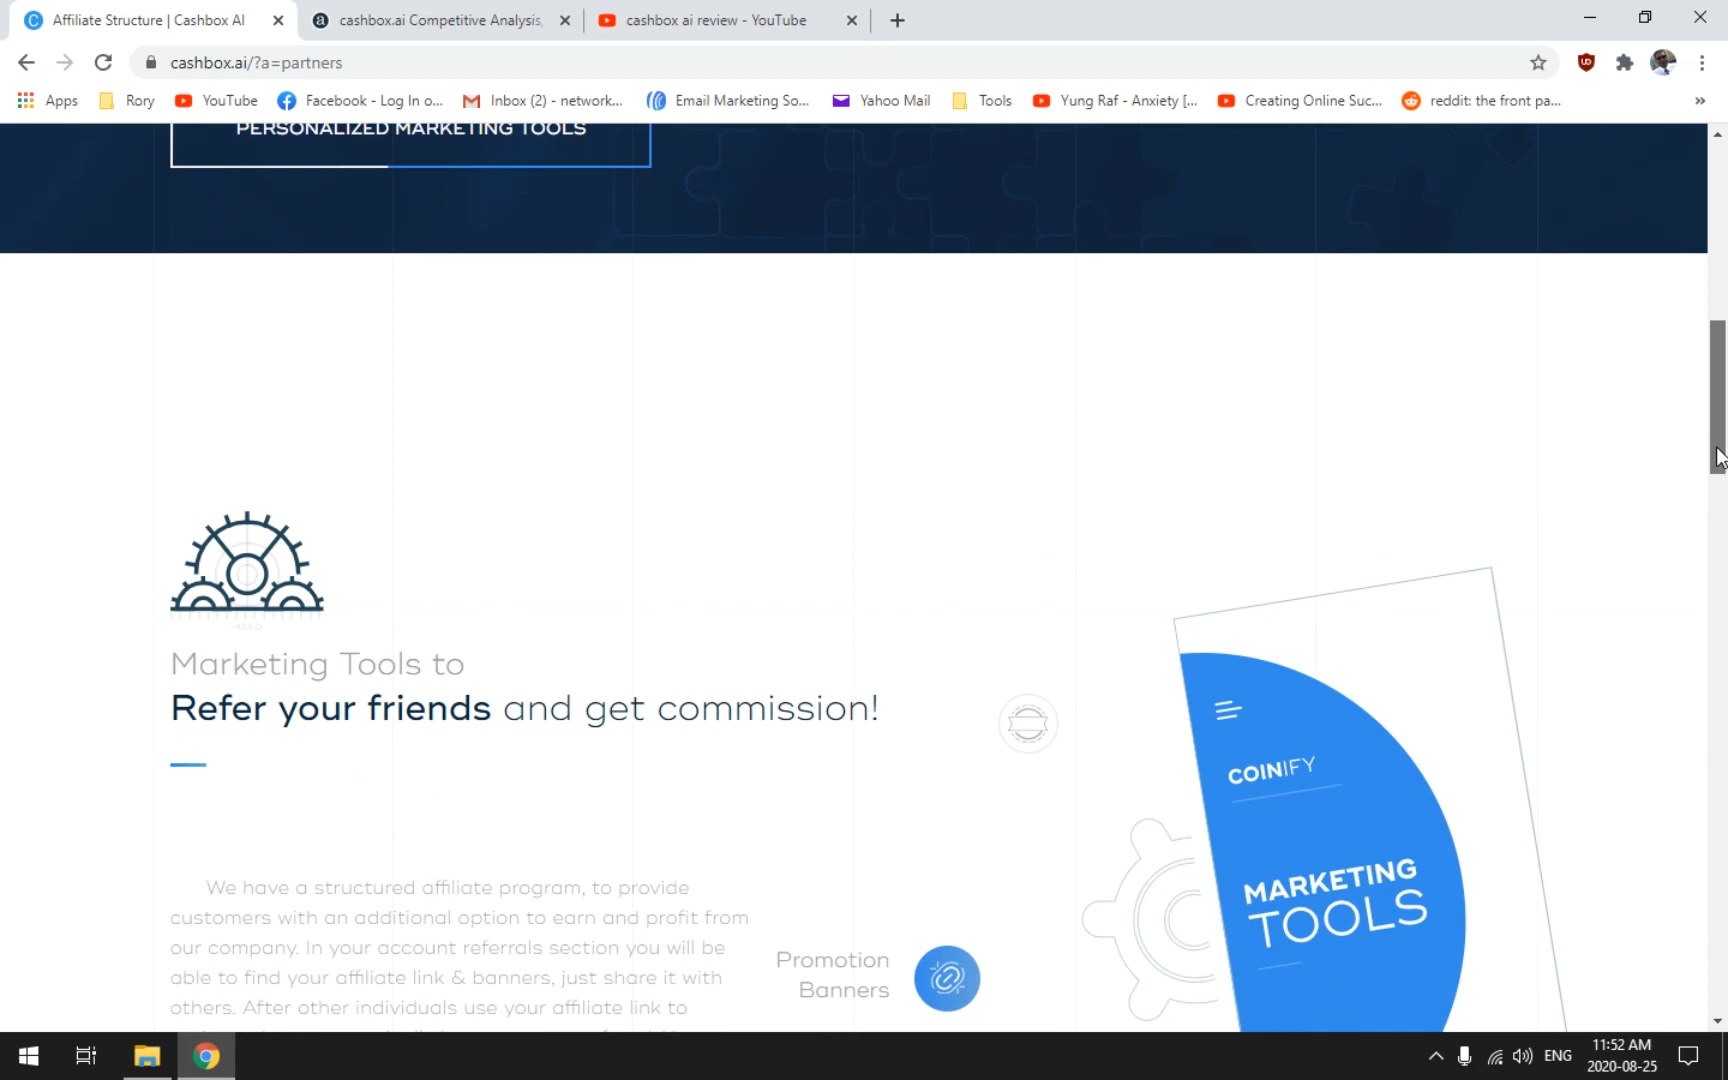 Affiliate Structure | Cashbox AI
cashbox.ai Competitive Analysis,
cashbox ai review - YouTube
cashbox.ai/?a=partners
Apps
Rory
YouTube
Facebook - Log In o...
Inbox (2) - network...
Email Marketing So...
Yahoo Mail
Tools
Yung Raf - Anxiety [...
Creating Online Suc...
reddit: the front pa...
PERSONALIZED MARKETING TOOLS
Marketing Tools to
Refer your friends and get commission!
COINIFY
MARKETING
TOOLS
We have a structured affiliate program, to provide
customers with an additional option to earn and profit from
our company. In your account referrals section you will be
able to find your affiliate link & banners, just share it with
others. After other individuals use your affiliate link to
Promotion
Banners
ENG
11:52 AM
2020-08-25